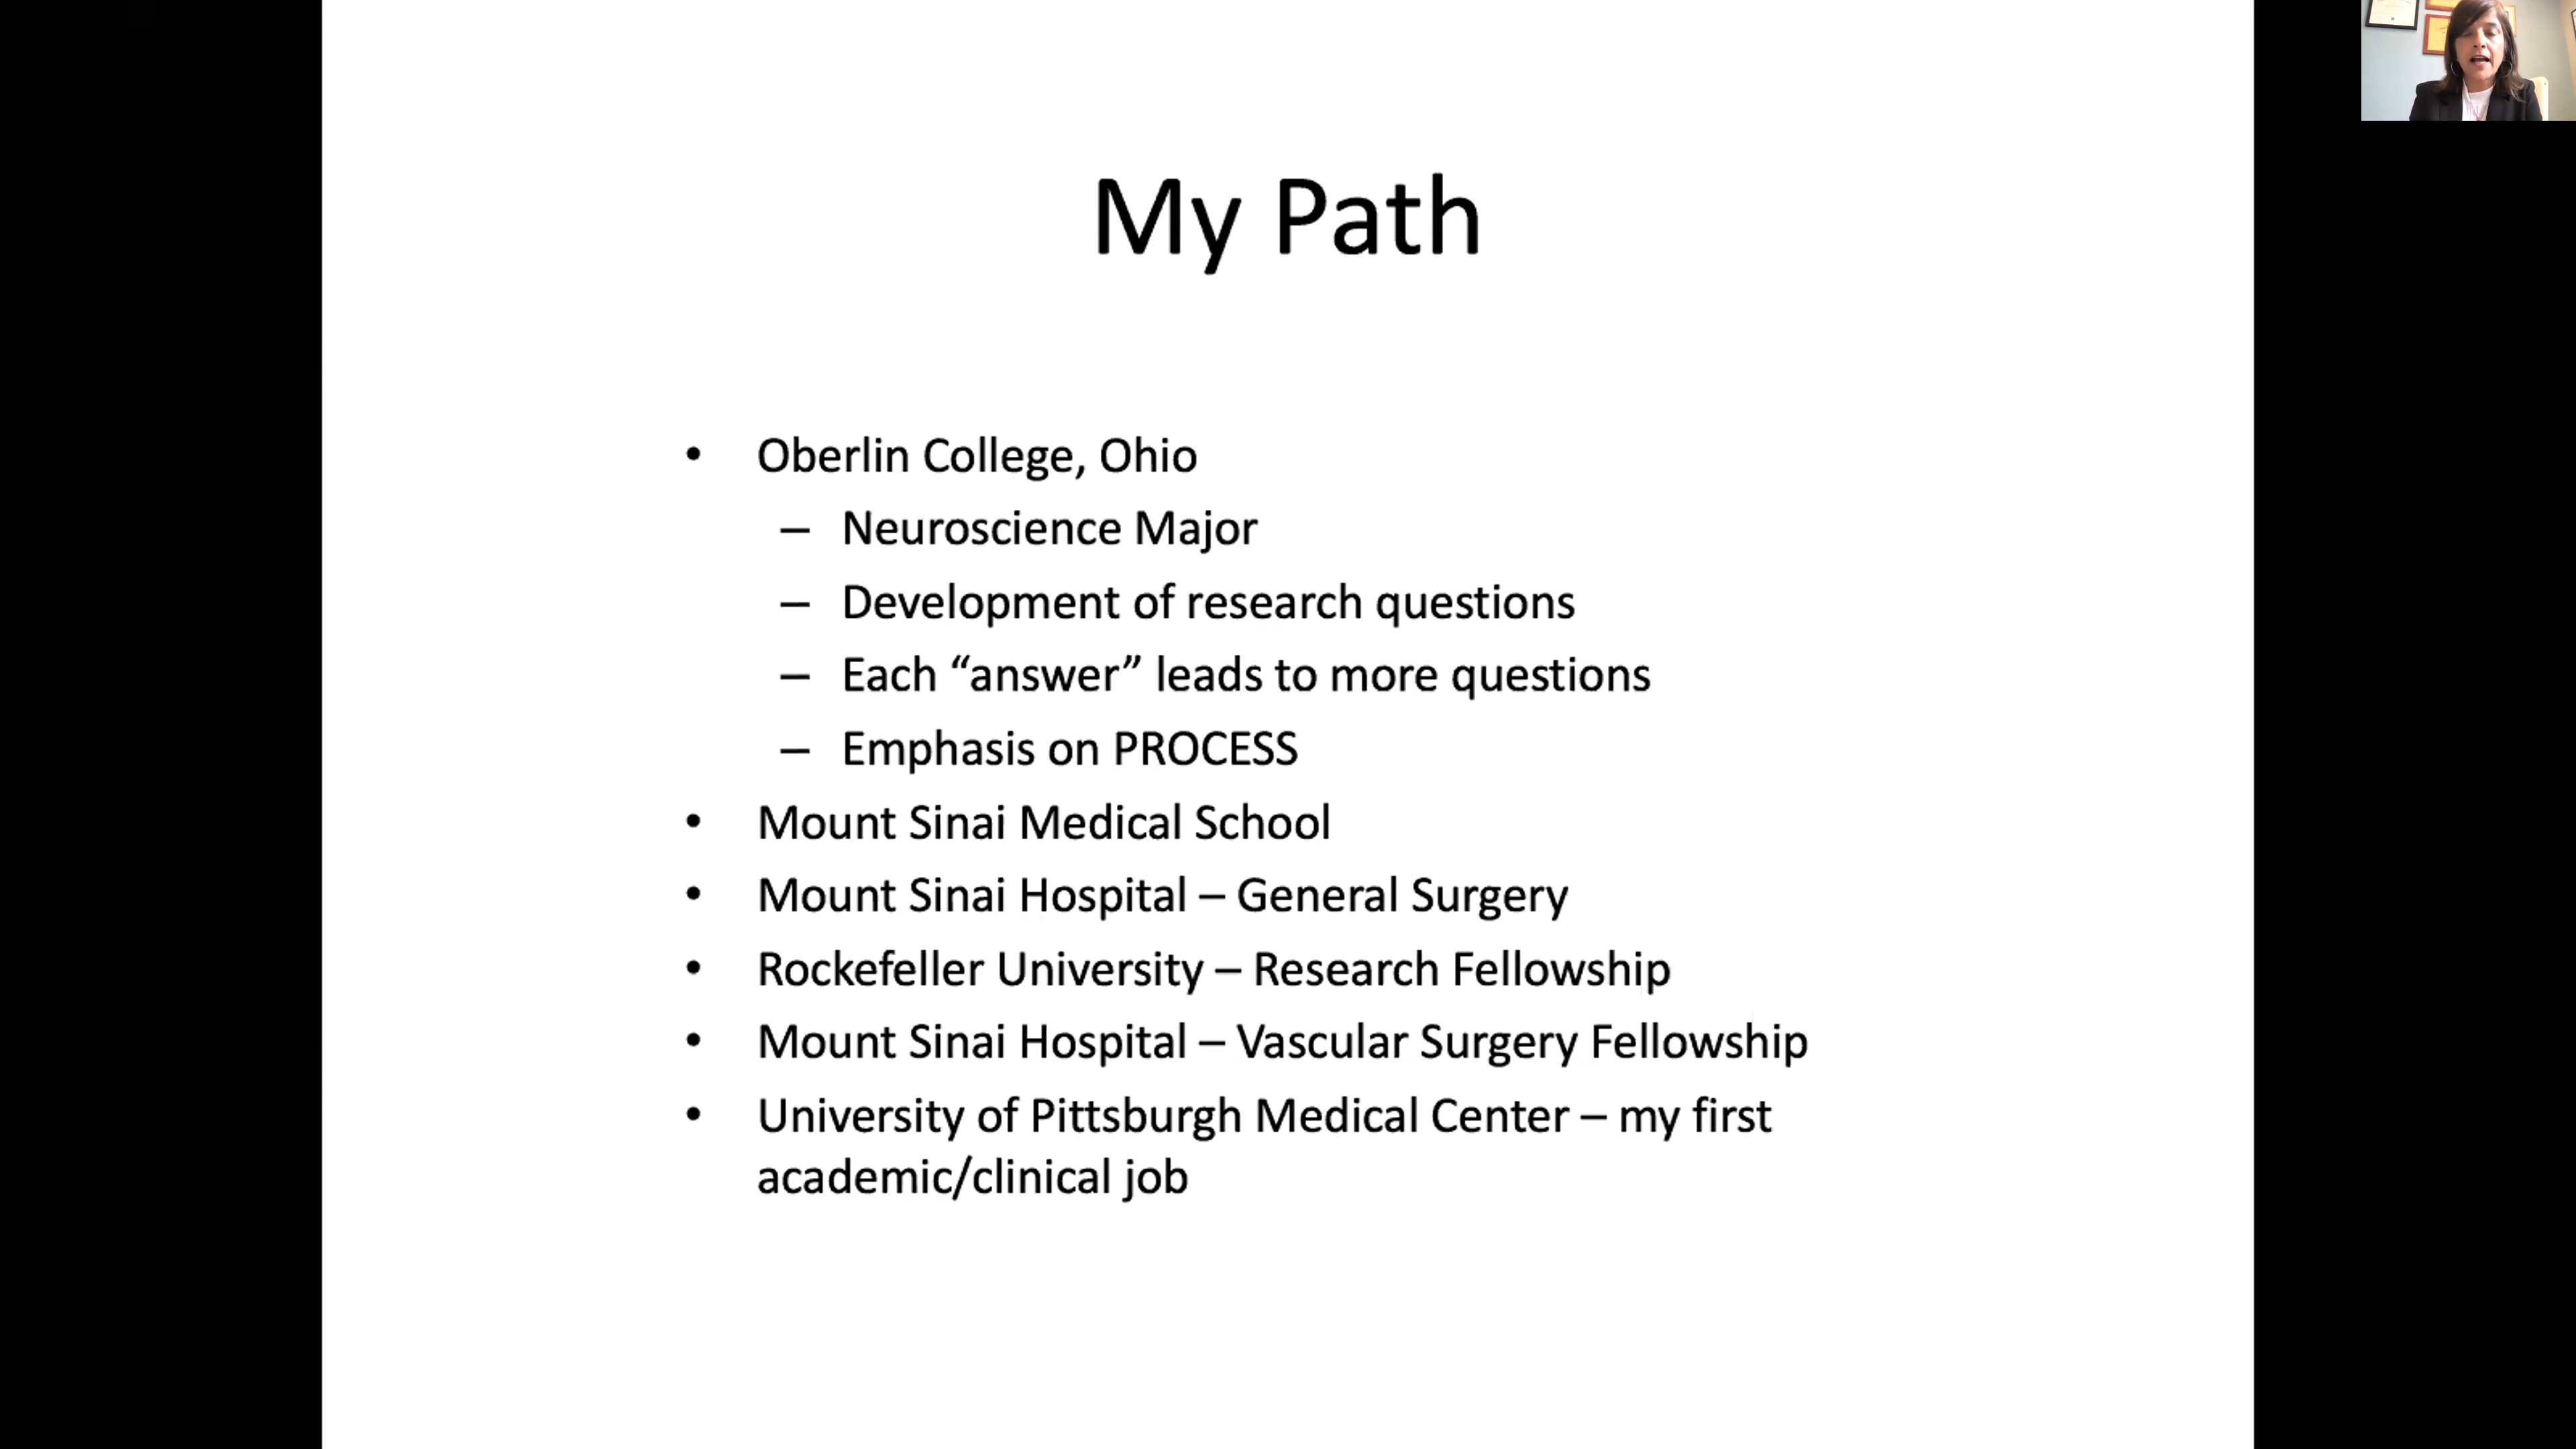 My Path
• Oberlin College, Ohio
– Neuroscience Major
– Development of research questions
– Each “answer” leads to more questions
– Emphasis on PROCESS
• Mount Sinai Medical School
• Mount Sinai Hospital – General Surgery
• Rockefeller University – Research Fellowship
• Mount Sinai Hospital – Vascular Surgery Fellowship
• University of Pittsburgh Medical Center – my first
academic/clinical job